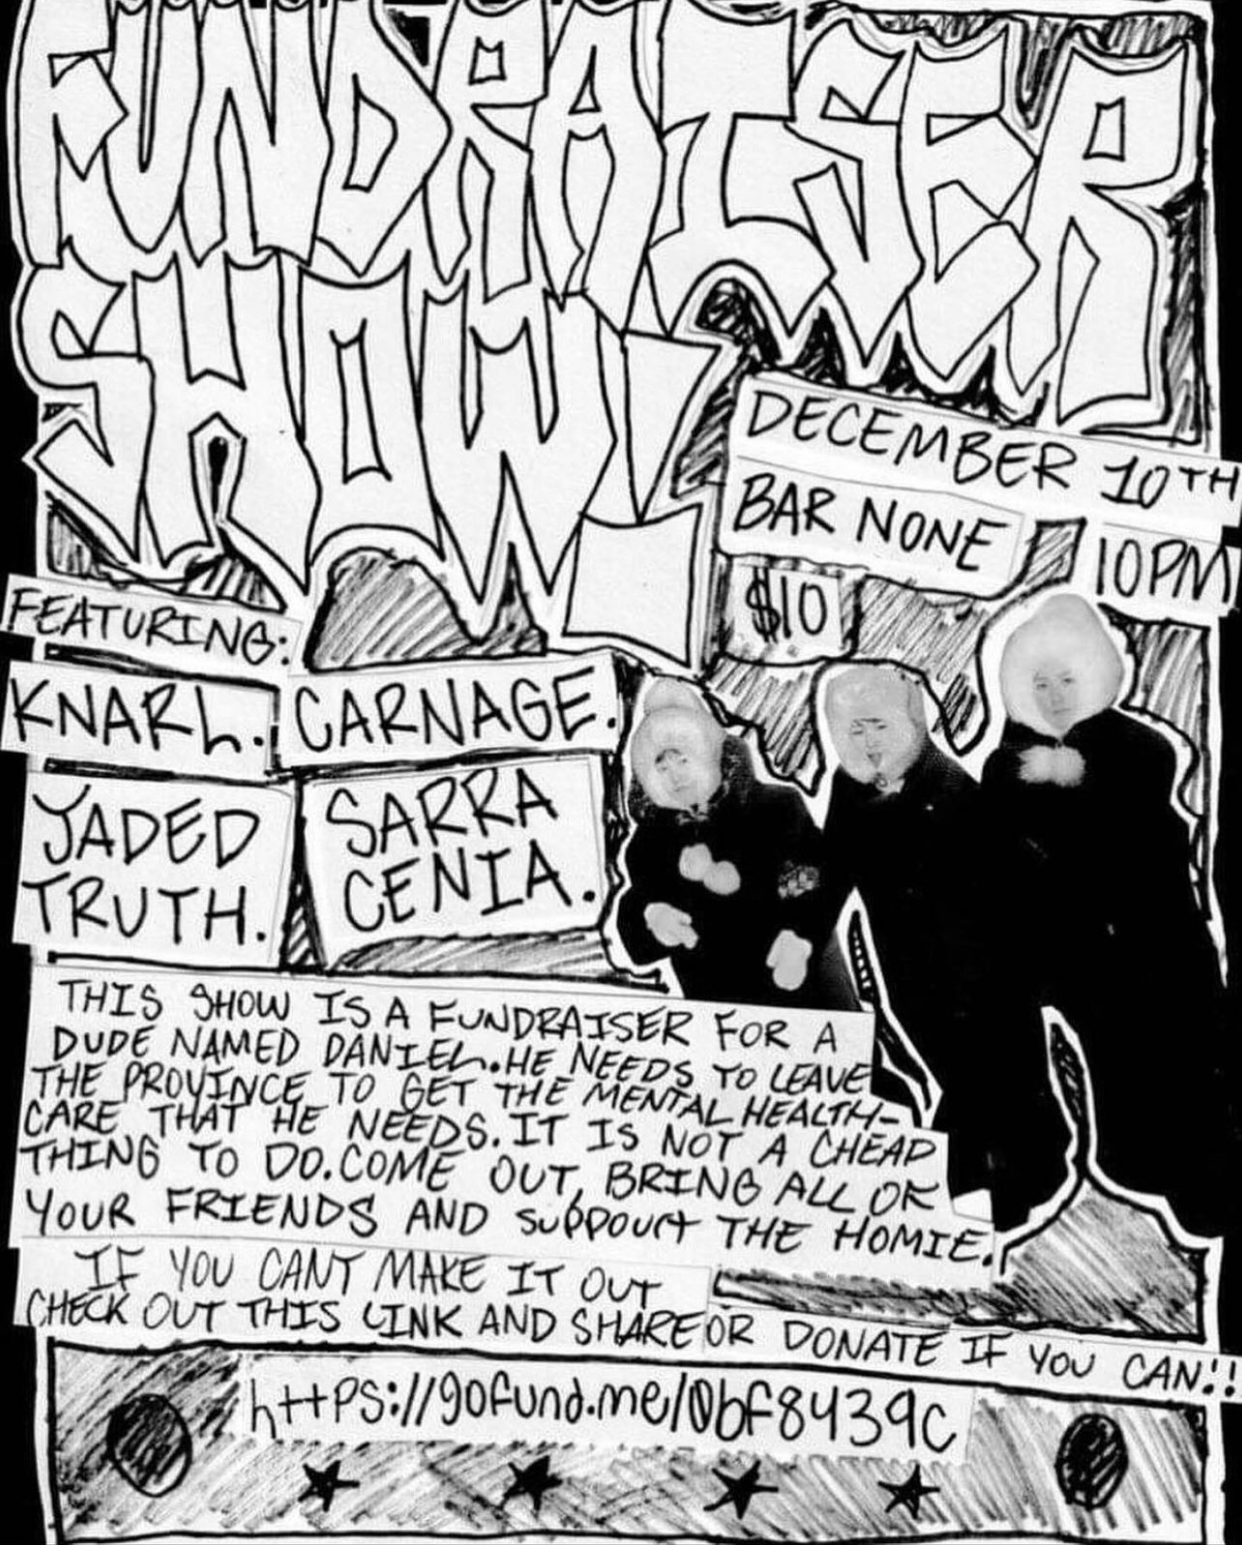 FUNDRAISER
SHOW!
DECEMBER 10TH
BAR NONE
10PM
$10
FEATURING:
KNARL.
CARNAGE.
JADED
TRUTH.
SARRA
CENIA.
THIS SHOW IS A FUNDRAISER FOR A
DUDE NAMED DANIEL. HE NEEDS TO LEAVE
THE PROVINCE TO GET THE MENTAL HEALTH-
CARE THAT HE NEEDS. IT IS NOT A CHEAP
THING TO DO. COME OUT, BRING ALL OF
YOUR FRIENDS AND SUPPOURT THE HOMIE.
IF YOU CANT MAKE IT OUT
CHECK OUT THIS LINK AND SHARE OR DONATE IF YOU CAN!!
https://gofund.me/0bf8439c